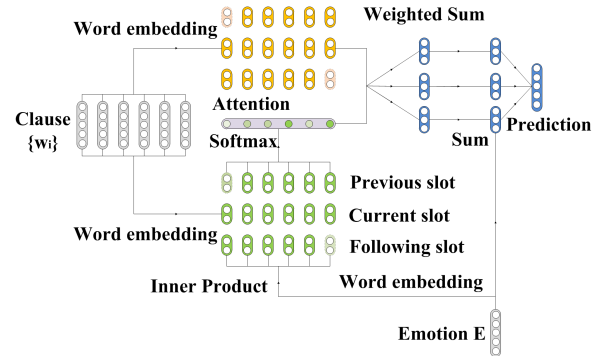 Weighted Sum
Word embedding
Attention
Clause
{wi}
Softmax
Sum
Prediction
Previous slot
Current slot
Word embedding
Following slot
Inner Product
Word embedding
Emotion E